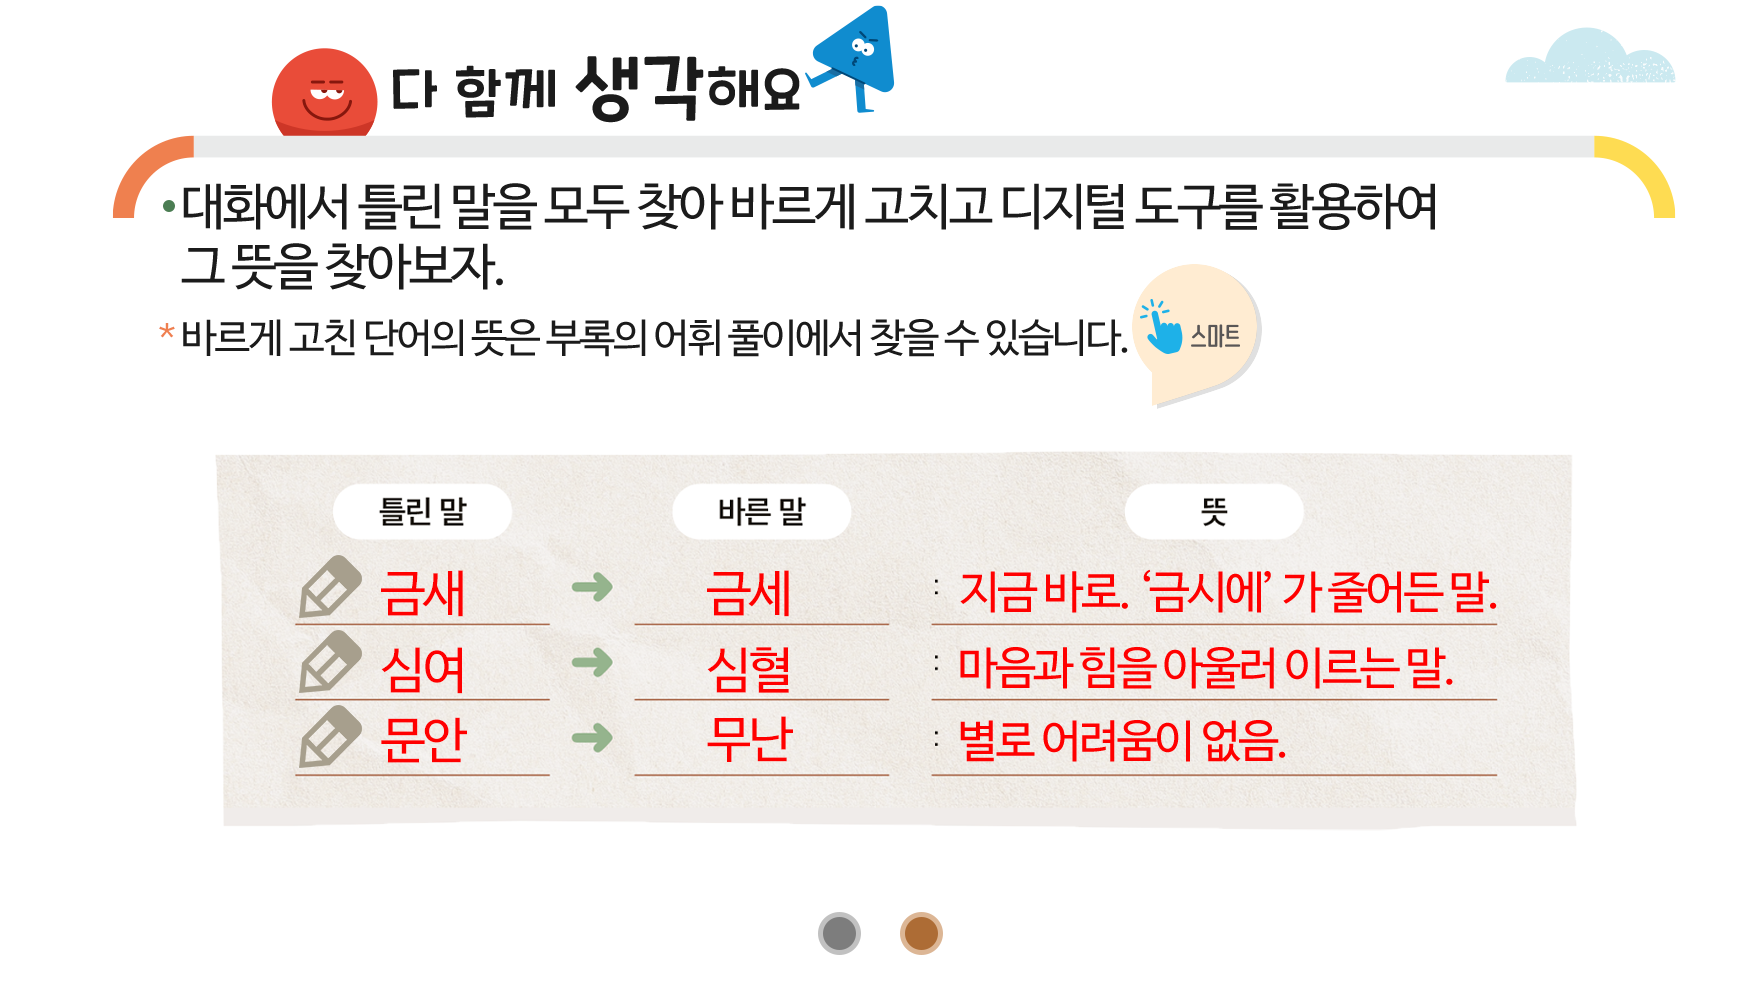 다 함께 생각해요
• 대화에서 틀린 말을 모두 찾아 바르게 고치고 디지털 도구를 활용하여
그 뜻을 찾아보자.
* 바르게 고친 단어의 뜻은 부록의 어휘 풀이에서 찾을 수 있습니다.
스마트
틀린 말 바른 말 뜻
금새 → 금세 : 지금 바로. ‘금시에’ 가 줄어든 말.
심여 → 심혈 : 마음과 힘을 아울러 이르는 말.
문안 → 무난 : 별로 어려움이 없음.